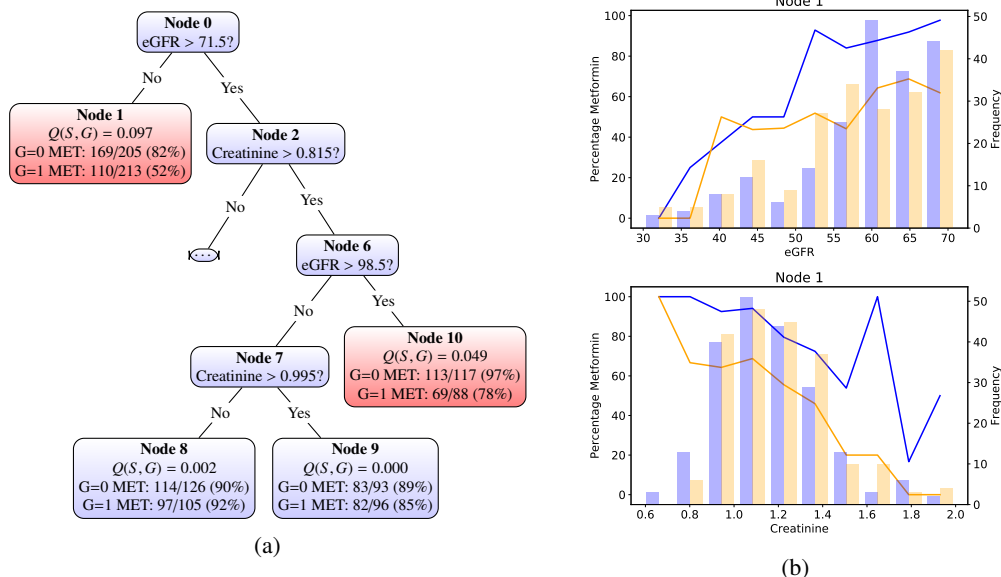 Node 0
eGFR > 71.5?
No
Yes
Node 1
Q(S, G) = 0.097
G=0 MET: 169/205 (82%)
G=1 MET: 110/213 (52%)
Node 2
Creatinine > 0.815?
No
Yes
...
Node 6
eGFR > 98.5?
No
Yes
Node 7
Creatinine > 0.995?
Node 10
Q(S, G) = 0.049
G=0 MET: 113/117 (97%)
G=1 MET: 69/88 (78%)
No
Yes
Node 8
Q(S, G) = 0.002
G=0 MET: 114/126 (90%)
G=1 MET: 97/105 (92%)
Node 9
Q(S, G) = 0.000
G=0 MET: 83/93 (89%)
G=1 MET: 82/96 (85%)
(a)
Node 1
Percentage Metformin
100
80
60
40
20
0
50
40
30
20
10
0
Frequency
30 35 40 45 50 55 60 65 70
eGFR
Node 1
Percentage Metformin
100
80
60
40
20
0
50
40
30
20
10
0
Frequency
0.6 0.8 1.0 1.2 1.4 1.6 1.8 2.0
Creatinine
(b)